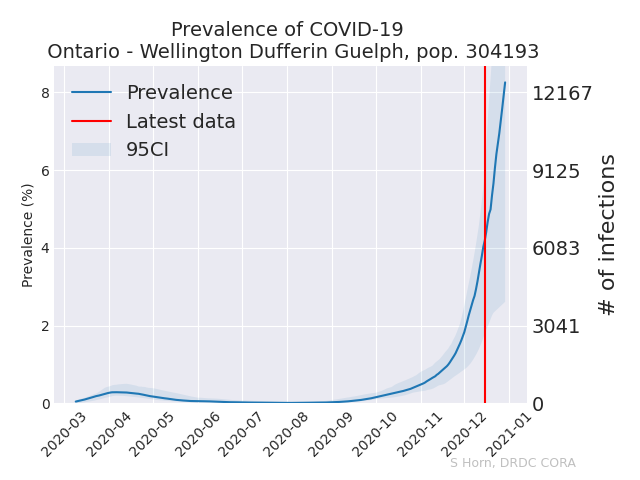 Prevalence of COVID-19
Ontario - Wellington Dufferin Guelph, pop. 304193
Prevalence
Latest data
95CI
Prevalence (%)
8
6
4
2
0
12167
9125
6083
3041
0
# of infections
2020-03
2020-04
2020-05
2020-06
2020-07
2020-08
2020-09
2020-10
2020-11
2020-12
2021-01
S Horn, DRDC CORA